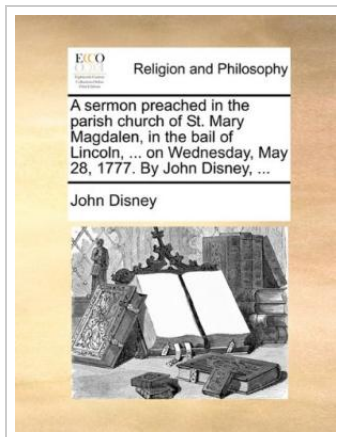 ECCO
Religion and Philosophy
A sermon preached in the
parish church of St. Mary
Magdalen, in the bail of
Lincoln, ... on Wednesday, May
28, 1777. By John Disney, ...
John Disney